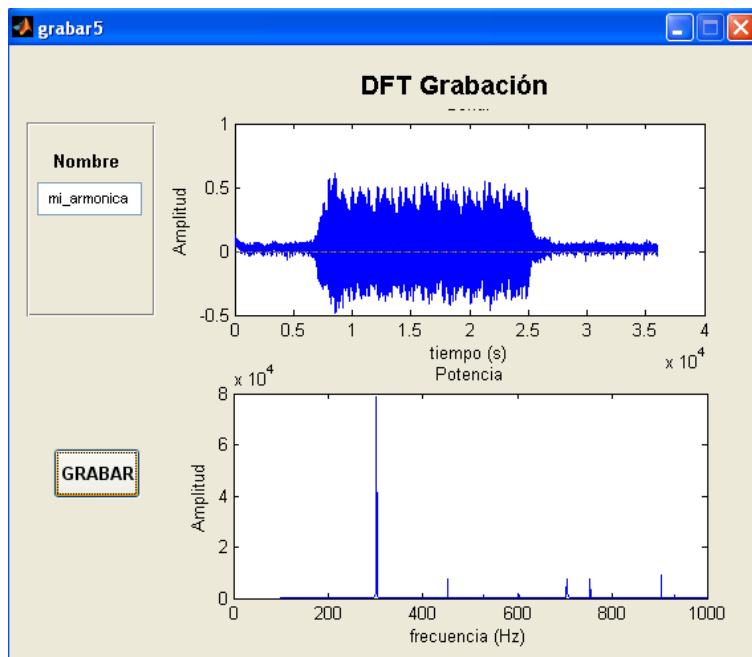 grabar5
DFT Grabación
Nombre
mi_armonica
GRABAR
Amplitud
1
0.5
0
-0.5
0 0.5 1 1.5 2 2.5 3 3.5 4
tiempo (s)
x 10^4
Potencia
x 10^4
Amplitud
8
6
4
2
0
0 200 400 600 800 1000
frecuencia (Hz)